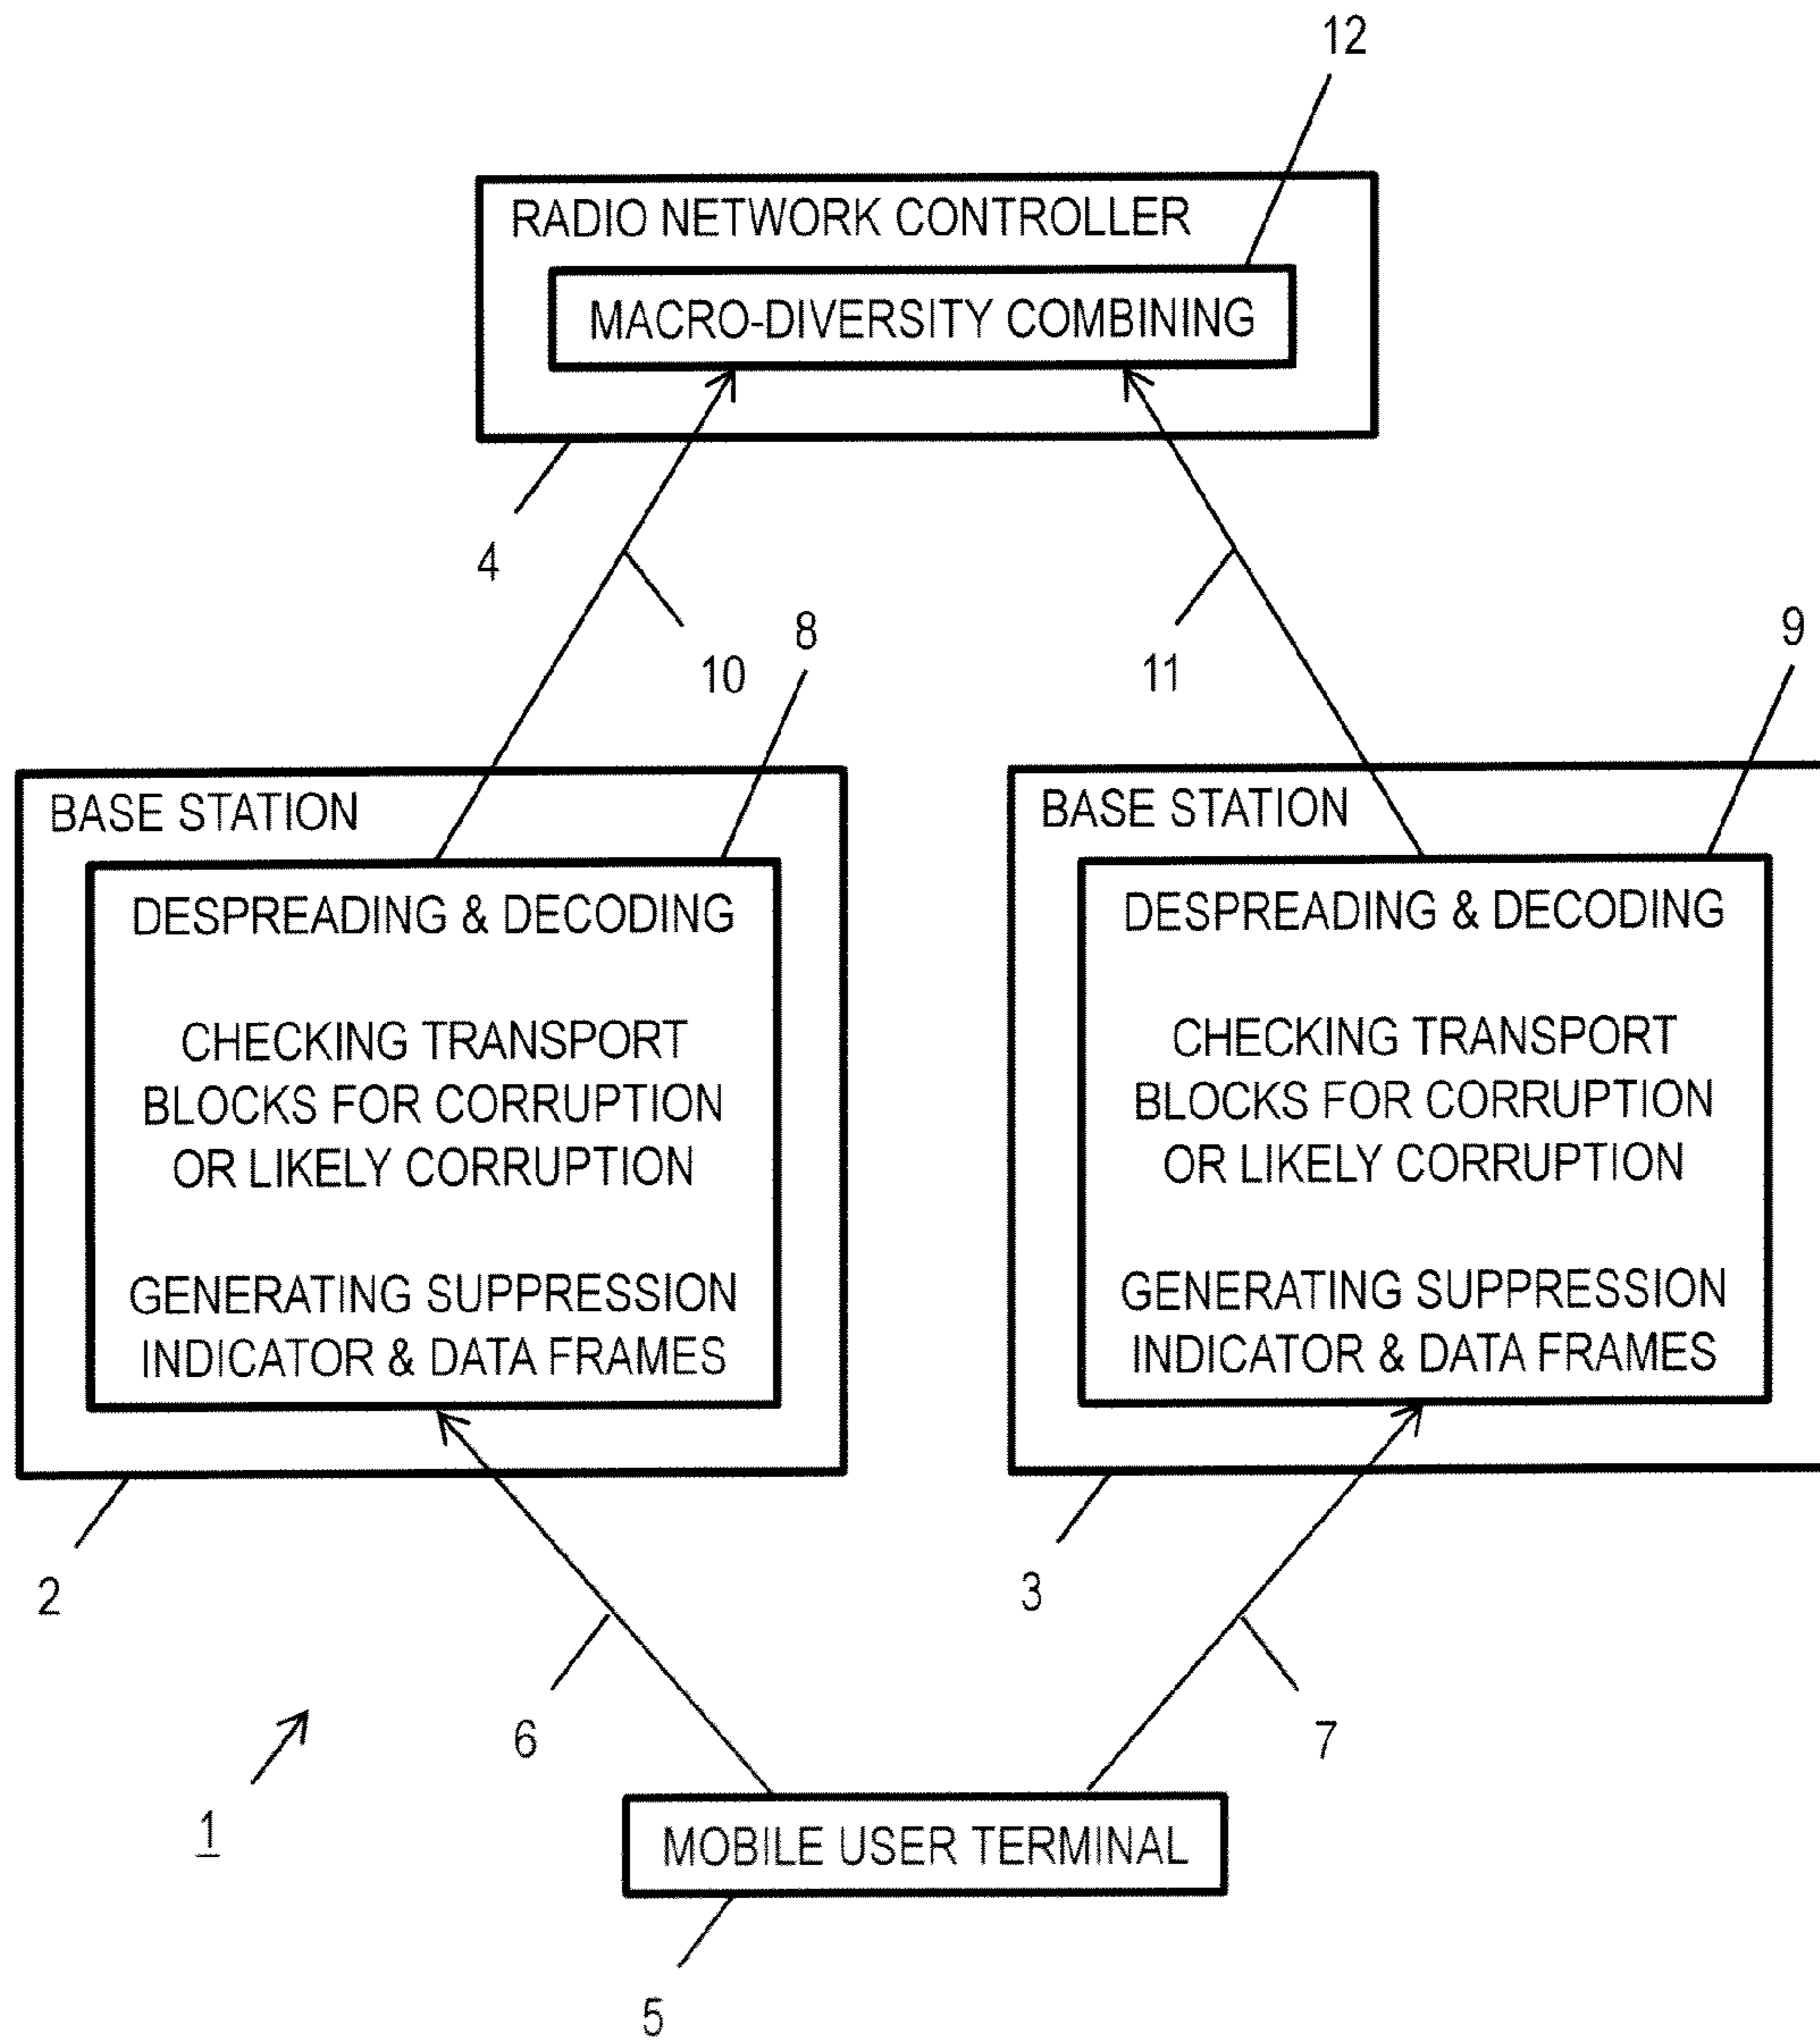 12
RADIO NETWORK CONTROLLER
MACRO-DIVERSITY COMBINING
4
10
11
8
9
BASE STATION
DESPREADING & DECODING
CHECKING TRANSPORT
BLOCKS FOR CORRUPTION
OR LIKELY CORRUPTION
GENERATING SUPPRESSION
INDICATOR & DATA FRAMES
2
BASE STATION
DESPREADING & DECODING
CHECKING TRANSPORT
BLOCKS FOR CORRUPTION
OR LIKELY CORRUPTION
GENERATING SUPPRESSION
INDICATOR & DATA FRAMES
3
6
7
1
MOBILE USER TERMINAL
5